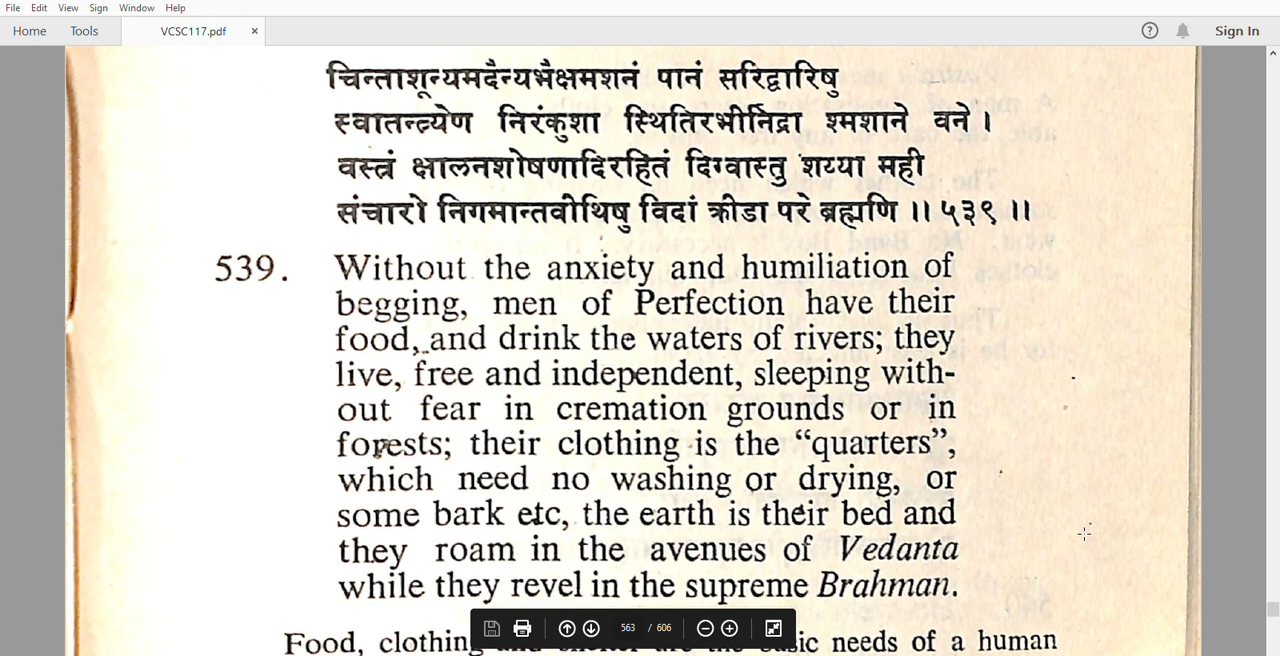 File Edit View Sign Window Help
Home Tools VCSC117.pdf × Sign In
चिन्ताशून्यमदैन्यभैक्षमशनं पानं सरिद्वारिषु
स्वातन्त्र्येण निरंकुशा स्थितिरभीर्निद्रा श्मशाने वने ।
वस्त्रं क्षालनशोषणादिरहितं दिग्वास्तु शय्या मही
संचारो निगमान्तवीथिषु विदां क्रीडा परे ब्रह्मणि ॥ ५३९ ॥
539. Without the anxiety and humiliation of
begging, men of Perfection have their
food, and drink the waters of rivers; they
live, free and independent, sleeping with-
out fear in cremation grounds or in
forests; their clothing is the “quarters”,
which need no washing or drying, or
some bark etc, the earth is their bed and
they roam in the avenues of Vedanta
while they revel in the supreme Brahman.
563 / 606
Food, clothing needs of a human